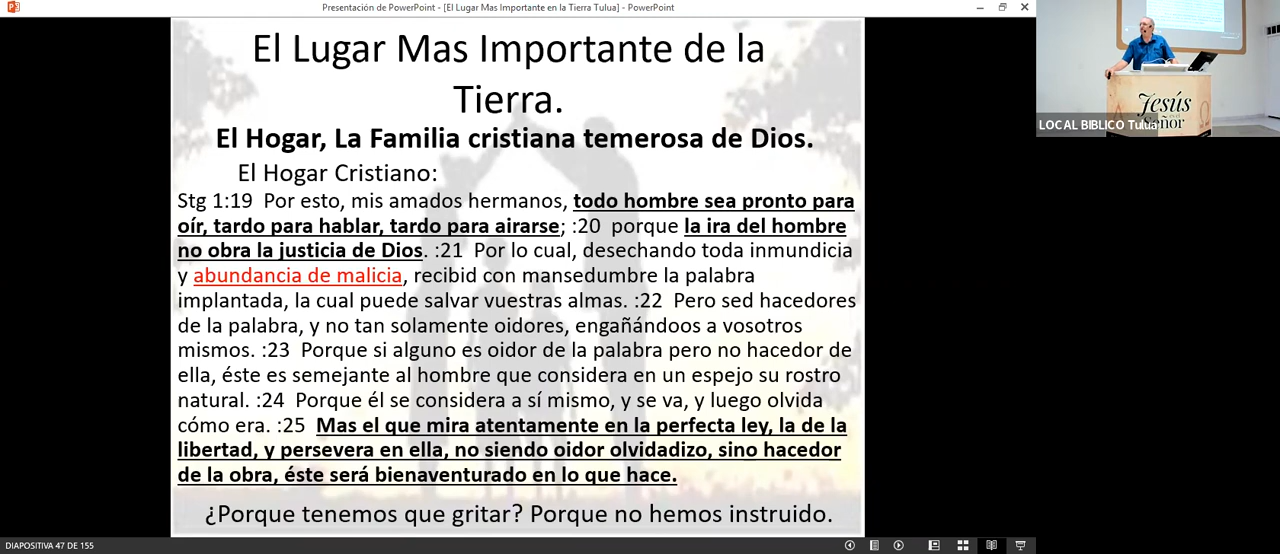 Presentación de PowerPoint - [El Lugar Mas Importante en la Tierra Tulua] - PowerPoint
El Lugar Mas Importante de la
Tierra.
El Hogar, La Familia cristiana temerosa de Dios.
El Hogar Cristiano:
Stg 1:19 Por esto, mis amados hermanos, todo hombre sea pronto para
oír, tardo para hablar, tardo para airarse; :20 porque la ira del hombre
no obra la justicia de Dios. :21 Por lo cual, desechando toda inmundicia
y abundancia de malicia, recibid con mansedumbre la palabra
implantada, la cual puede salvar vuestras almas. :22 Pero sed hacedores
de la palabra, y no tan solamente oidores, engañándoos a vosotros
mismos. :23 Porque si alguno es oidor de la palabra pero no hacedor de
ella, éste es semejante al hombre que considera en un espejo su rostro
natural. :24 Porque él se considera a sí mismo, y se va, y luego olvida
cómo era. :25 Mas el que mira atentamente en la perfecta ley, la de la
libertad, y persevera en ella, no siendo oidor olvidadizo, sino hacedor
de la obra, éste será bienaventurado en lo que hace.
¿Porque tenemos que gritar? Porque no hemos instruido.
DIAPOSITIVA 47 DE 155
Jesús
Señor
LOCAL BIBLICO Tulua